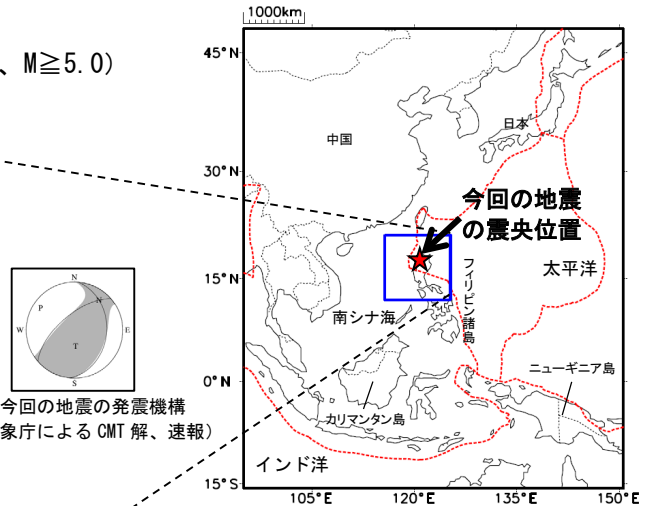 1000km
、M≧5.0)
45°N
30°N
15°N
0°N
15°S
105°E
120°E
135°E
150°E
中国
日本
今回の地震
の震央位置
太平洋
フィリピン諸島
南シナ海
ニューギニア島
カリマンタン島
インド洋
N
P
N
W
E
T
S
今回の地震の発震機構
象庁による CMT 解、速報）